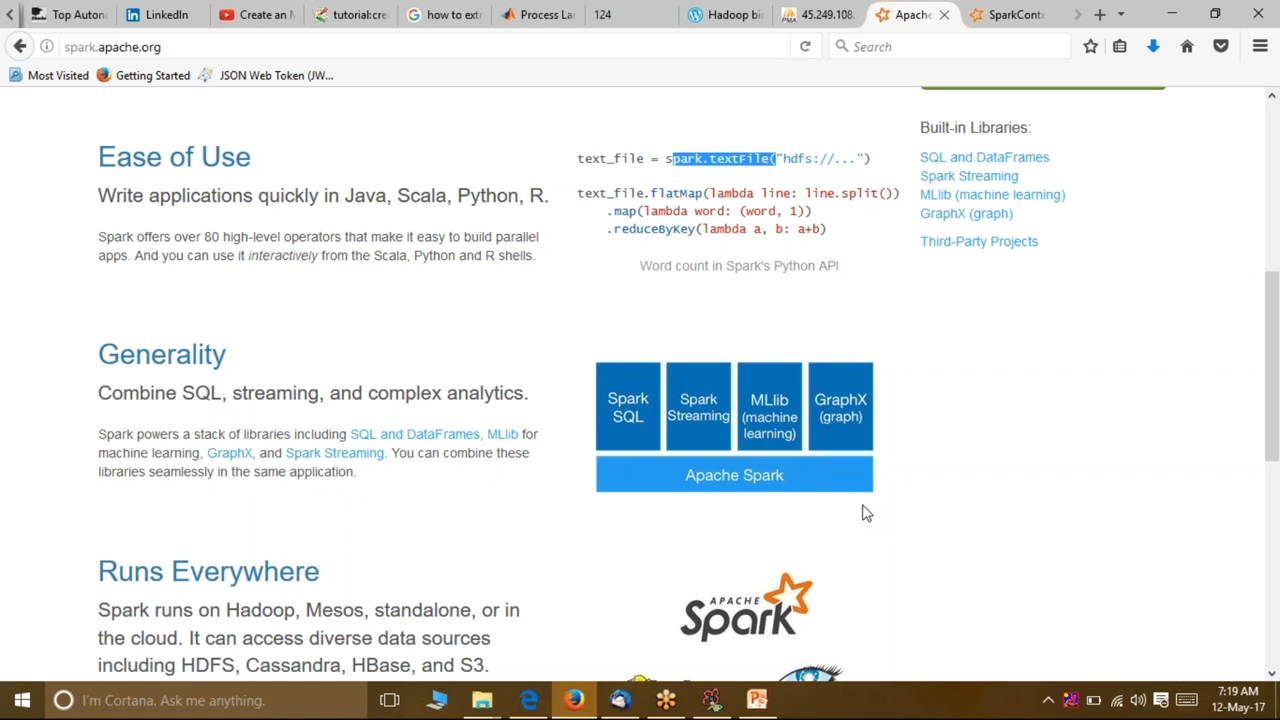 Top Auton
LinkedIn
Create an M
tutorial:cre
how to extr
Process Lar
124
Hadoop bi
45.249.108.
Apache
SparkConte
spark.apache.org
Search
Most Visited
Getting Started
JSON Web Token (JW...
Ease of Use
Write applications quickly in Java, Scala, Python, R.
Spark offers over 80 high-level operators that make it easy to build parallel
apps. And you can use it interactively from the Scala, Python and R shells.
text_file = spark.textFile("hdfs://...")
text_file.flatMap(lambda line: line.split())
.map(lambda word: (word, 1))
.reduceByKey(lambda a, b: a+b)
Word count in Spark's Python API
Built-in Libraries:
SQL and DataFrames
Spark Streaming
MLlib (machine learning)
GraphX (graph)
Third-Party Projects
Generality
Combine SQL, streaming, and complex analytics.
Spark powers a stack of libraries including SQL and DataFrames, MLlib for
machine learning, GraphX, and Spark Streaming. You can combine these
libraries seamlessly in the same application.
Spark
SQL
Spark
Streaming
MLlib
(machine
learning)
GraphX
(graph)
Apache Spark
Runs Everywhere
Spark runs on Hadoop, Mesos, standalone, or in
the cloud. It can access diverse data sources
including HDFS, Cassandra, HBase, and S3.
APACHE
Spark
I'm Cortana. Ask me anything.
7:19 AM
12-May-17